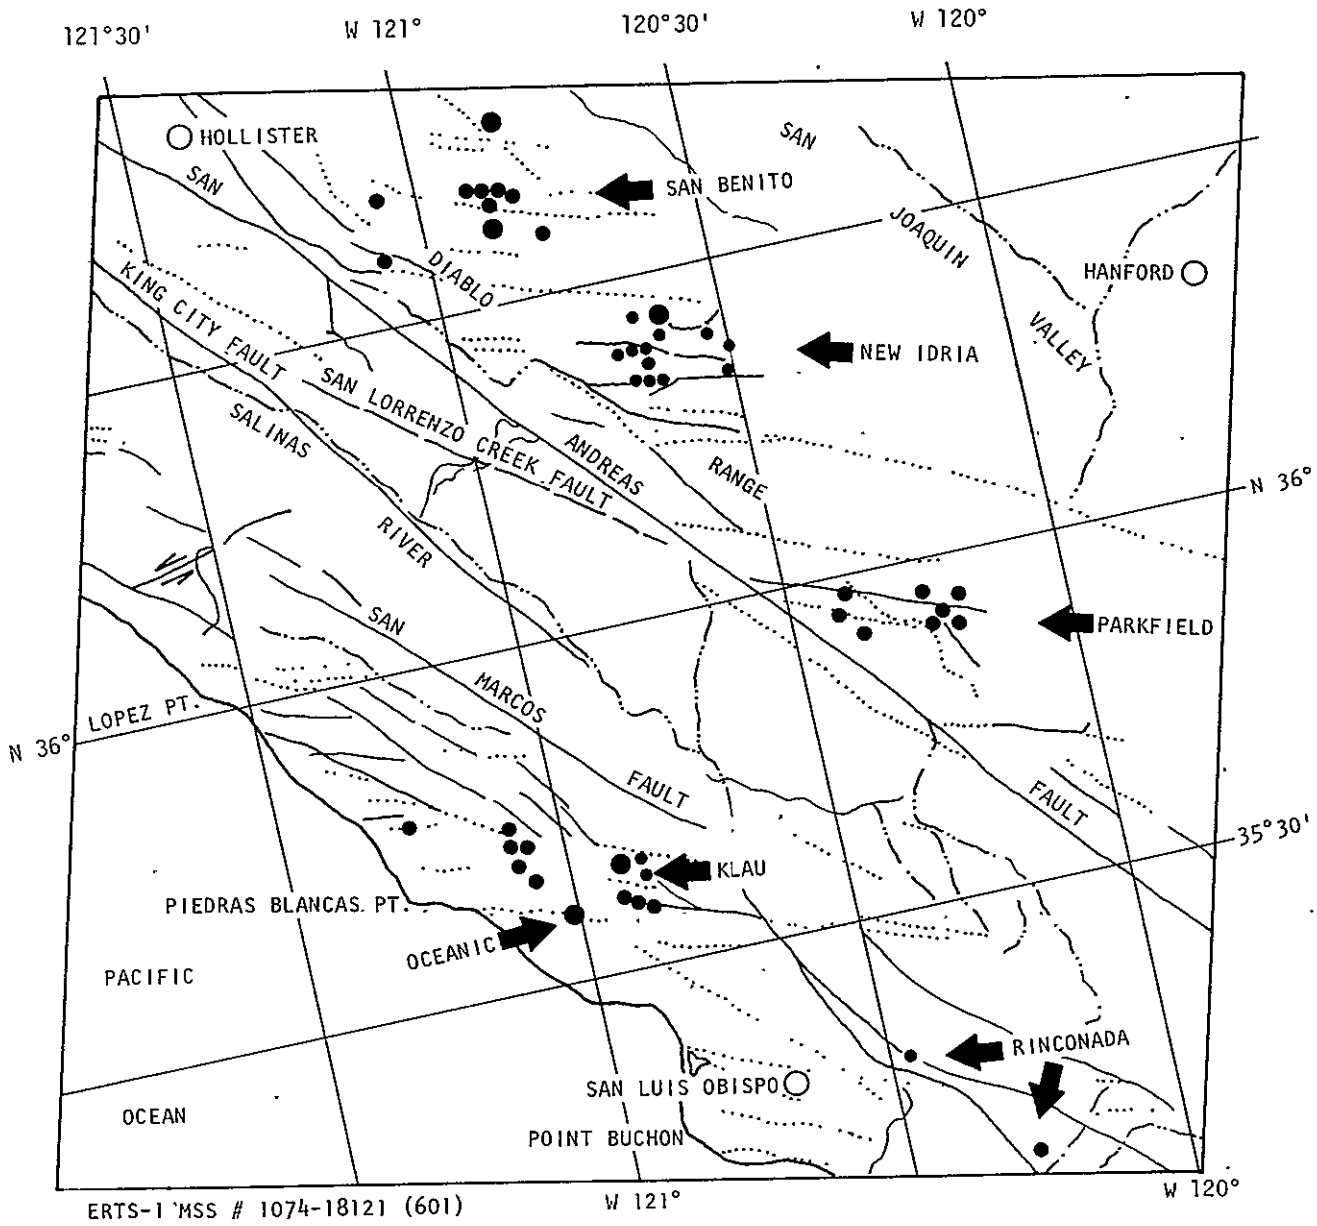 121°30'
W 121°
120°30'
W 120°
HOLLISTER
SAN
SAN
SAN BENITO
JOAQUIN
HANFORD
DIABLO
KING CITY FAULT
VALLEY
NEW IDRIA
SAN LORRENZO CREEK FAULT
SALINAS
ANDREAS
RANGE
N 36°
RIVER
SAN
PARKFIELD
MARCOS
LOPEZ PT.
N 36°
FAULT
FAULT
35°30'
KLAU
PIEDRAS BLANCAS PT.
OCEANIC
PACIFIC
RINCONADA
SAN LUIS OBISPO
OCEAN
POINT BUCHON
W 120°
W 121°
ERTS-1 MSS # 1074-18121 (601)